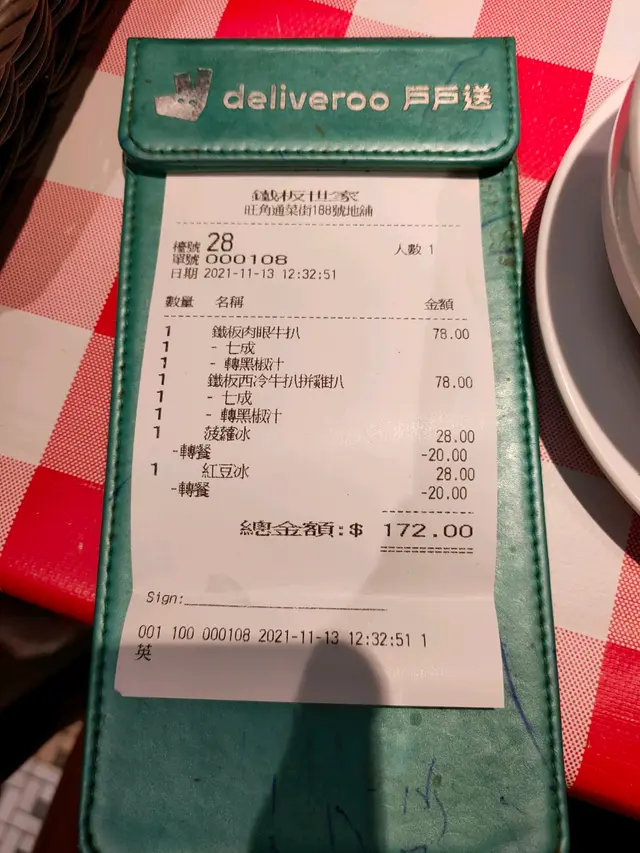 deliveroo 戶戶送
鐵板世家
旺角通菜街188號地舖
檯號 28 人數 1
單號 000108
日期 2021-11-13 12:32:51
數量 名稱 金額
1 鐵板肉眼牛扒 78.00
1 - 七成
1 - 轉黑椒汁
1 鐵板西冷牛扒拼雞扒 78.00
1 - 七成
1 - 轉黑椒汁
1 菠蘿冰 28.00
-轉餐 -20.00
1 紅豆冰 28.00
-轉餐 -20.00
總金額:$ 172.00
Sign:
001 100 000108 2021-11-13 12:32:51 1
英